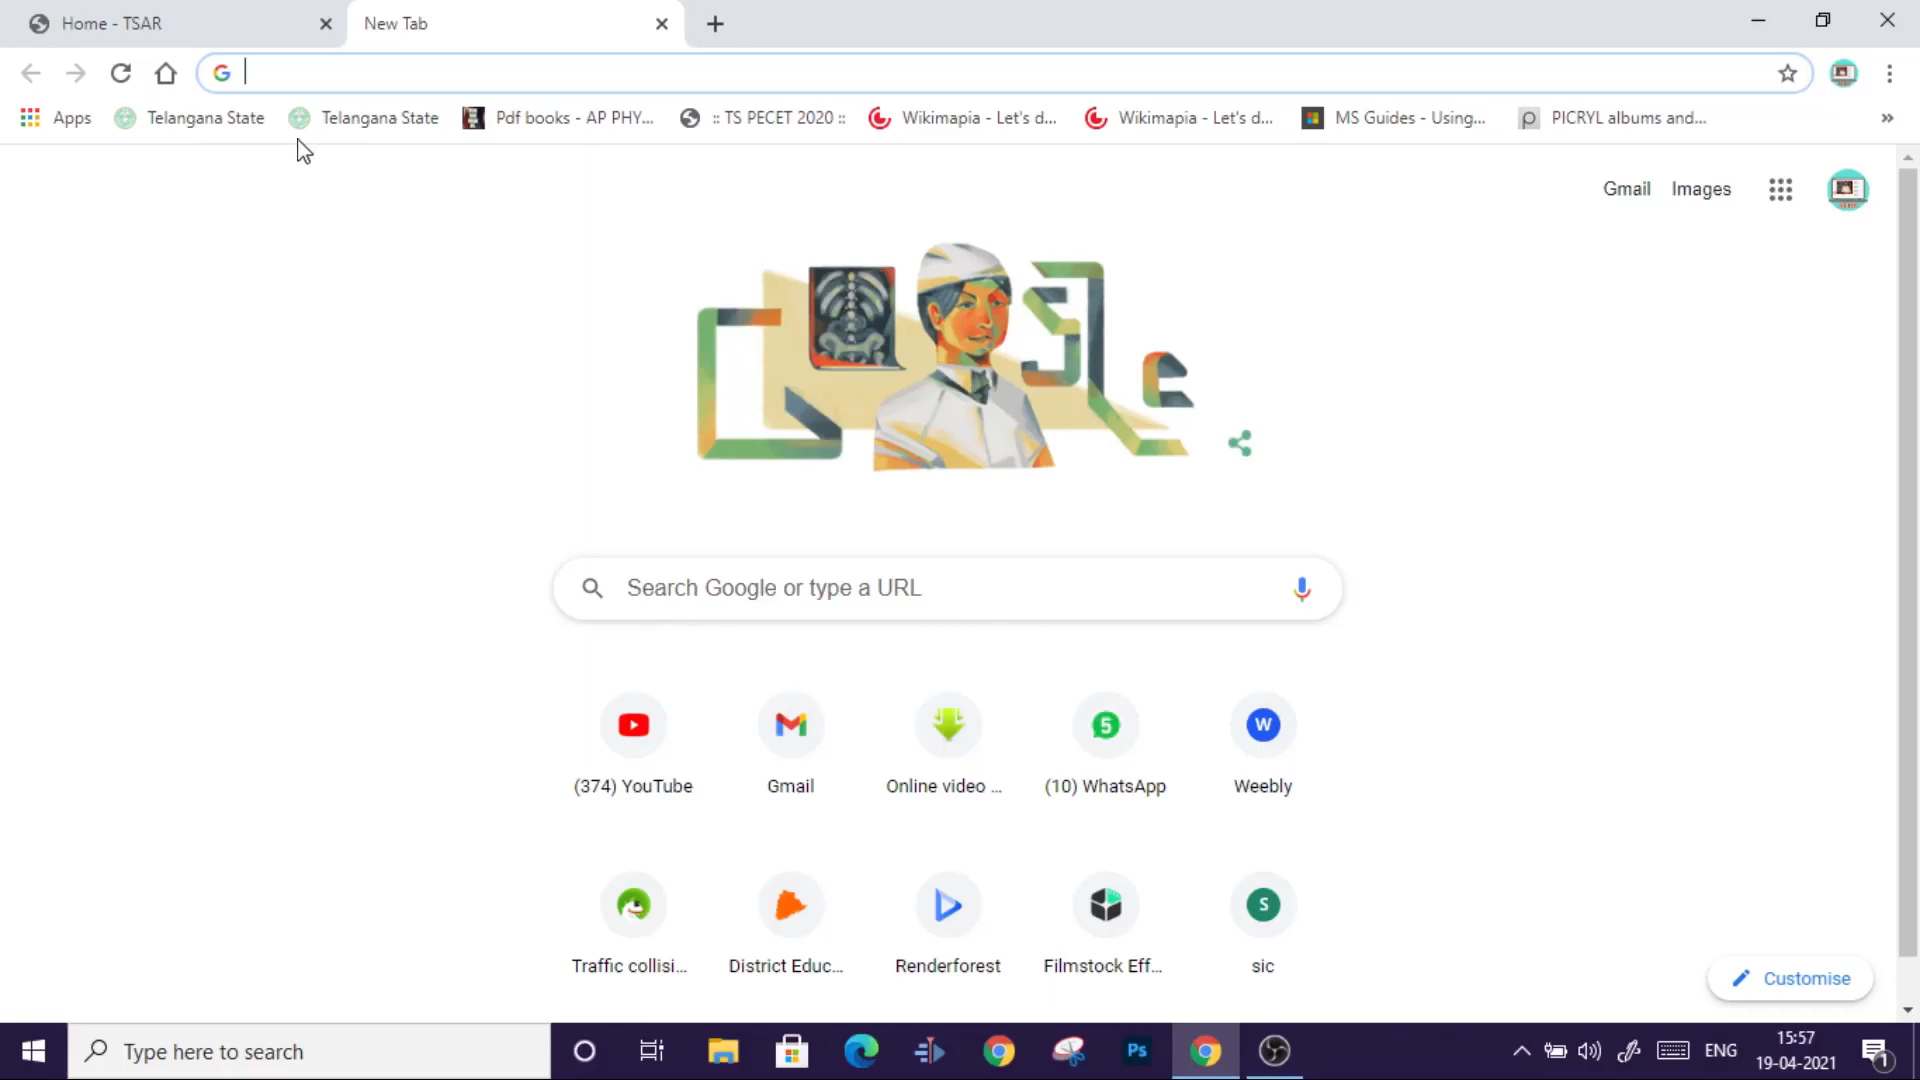 Home - TSAR
New Tab
Apps
Telangana State
Telangana State
Pdf books - AP PHY...
:: TS PECET 2020 ::
Wikimapia - Let's d...
Wikimapia - Let's d...
MS Guides - Using...
PICRYL albums and...
Gmail
Images
Search Google or type a URL
(374) YouTube
Gmail
Online video ...
(10) WhatsApp
Weebly
Traffic collisi...
District Educ...
Renderforest
Filmstock Eff...
sic
Customise
Type here to search
Ps
ENG
15:57
19-04-2021
1